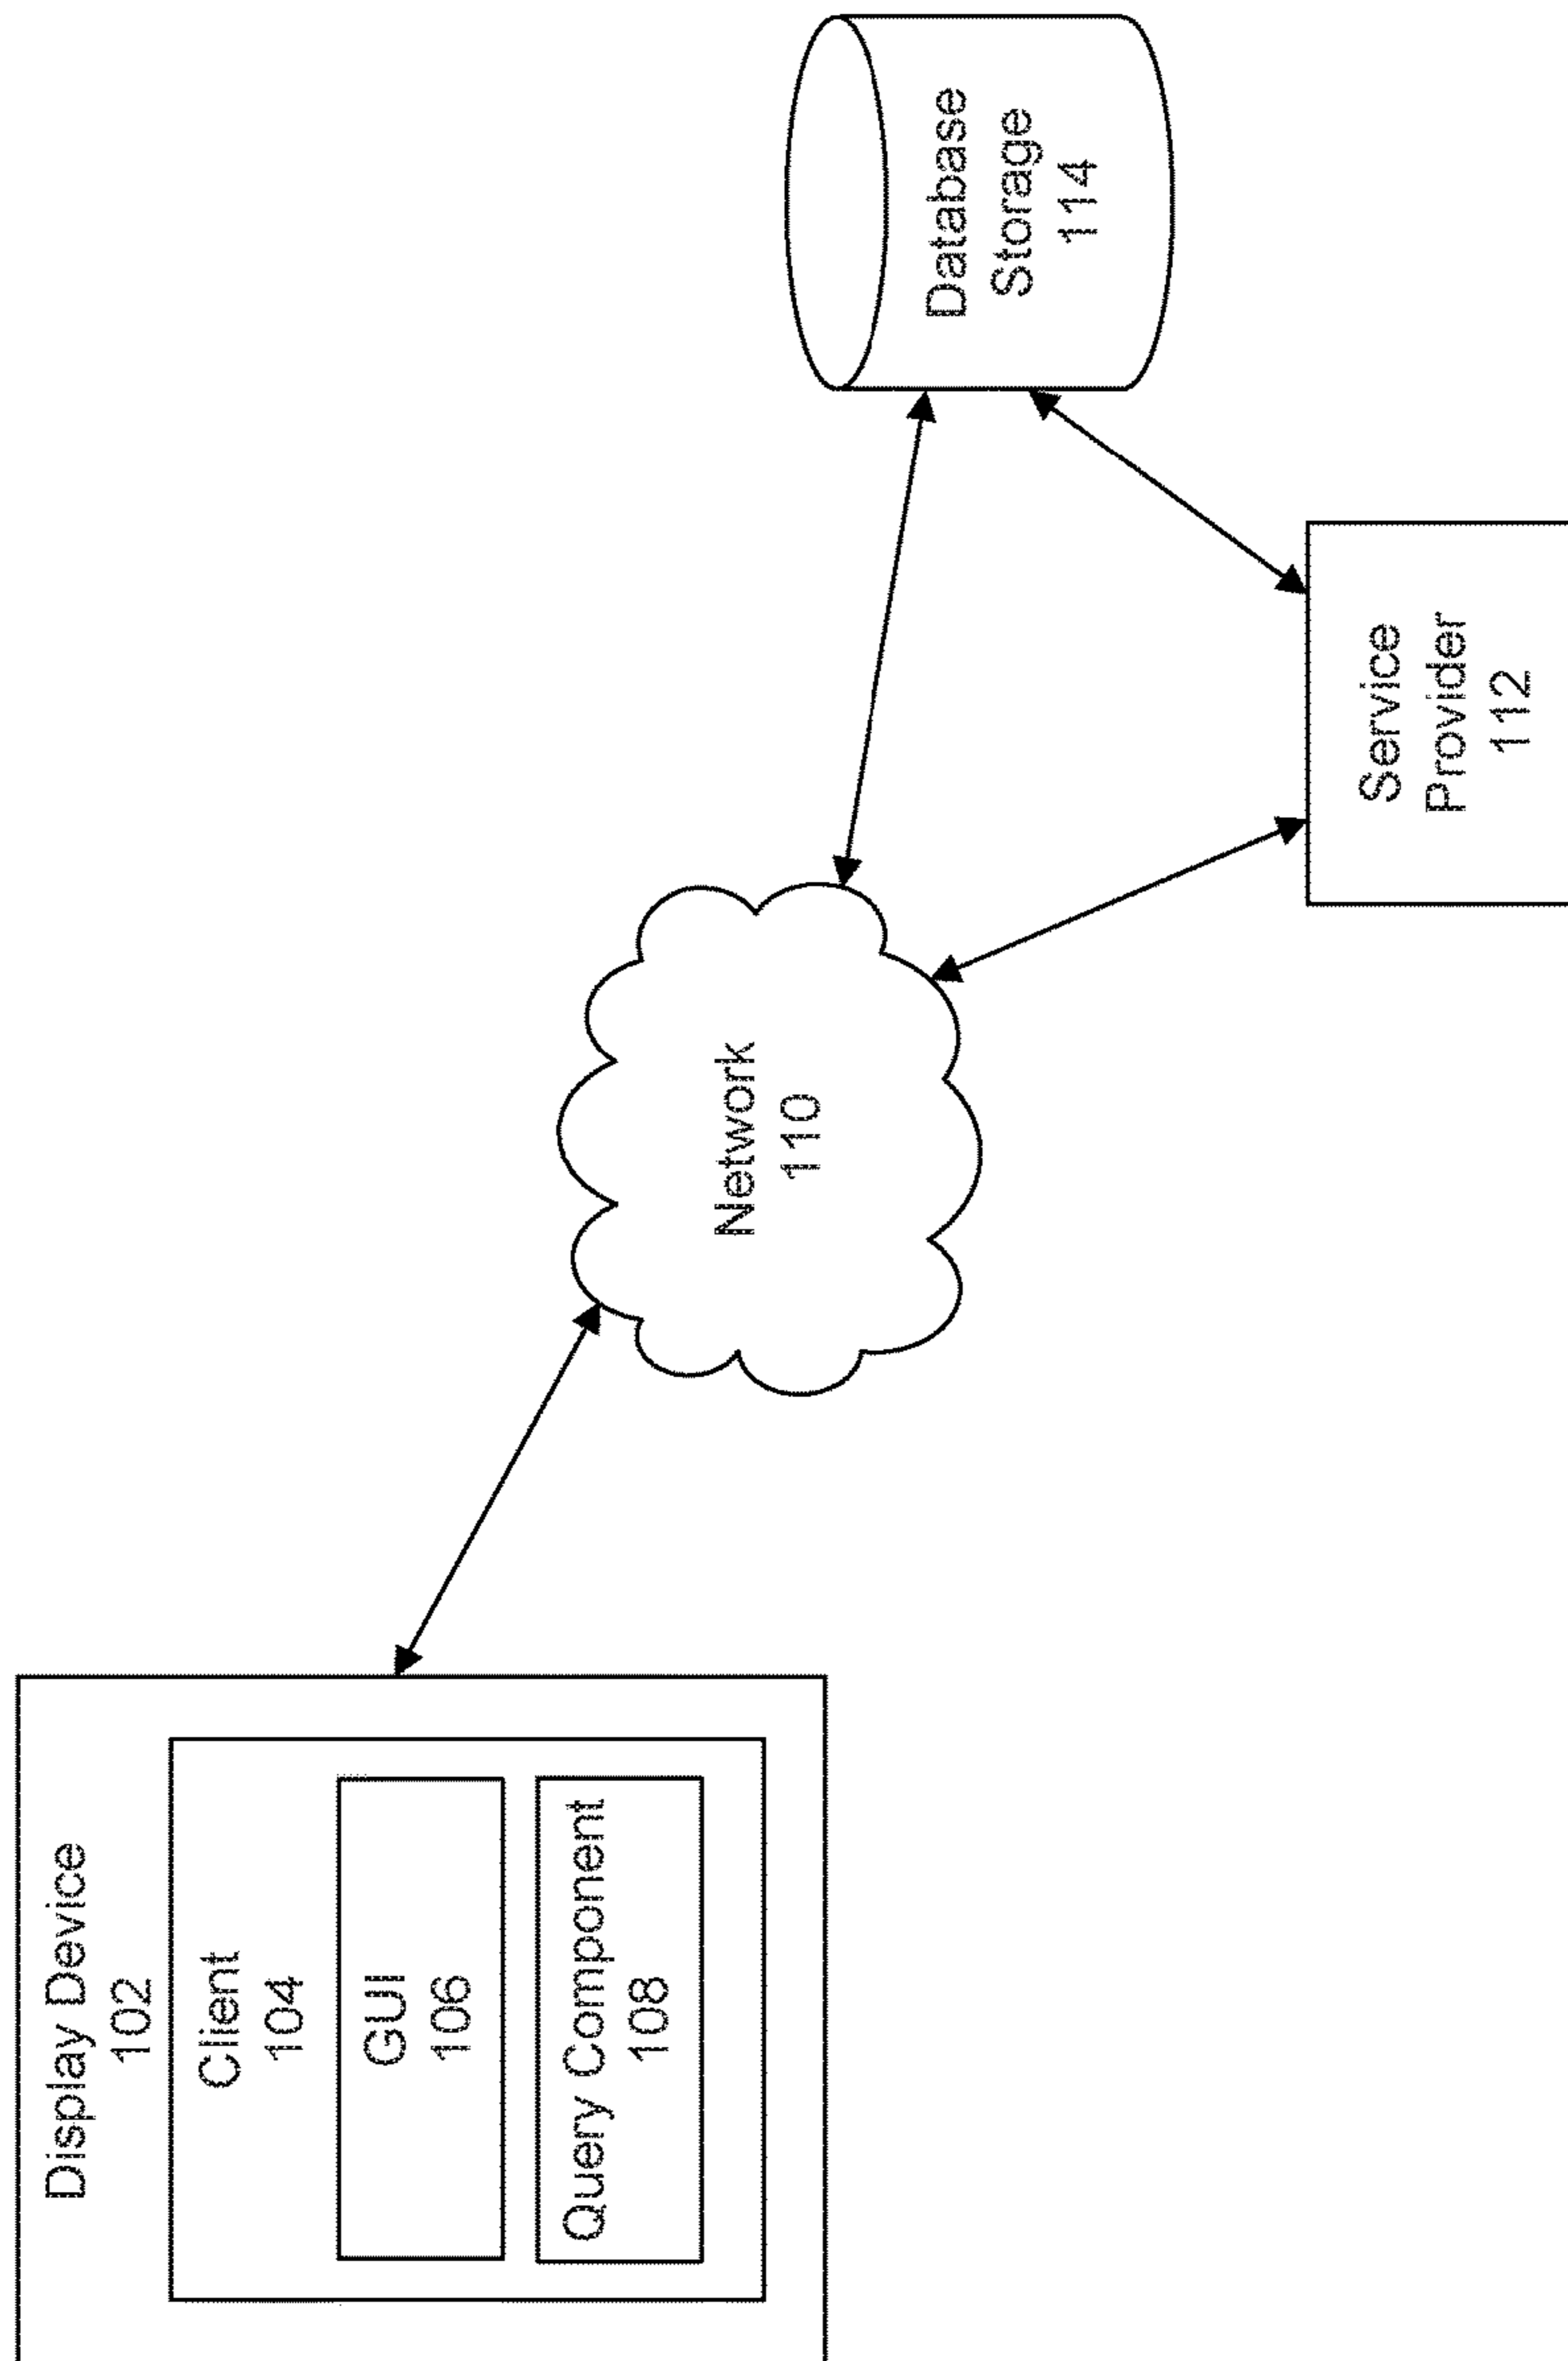 Display Device
102
Client
104
GUI
106
Query Component
108
Network
110
Database
Storage
114
Service
Provider
112